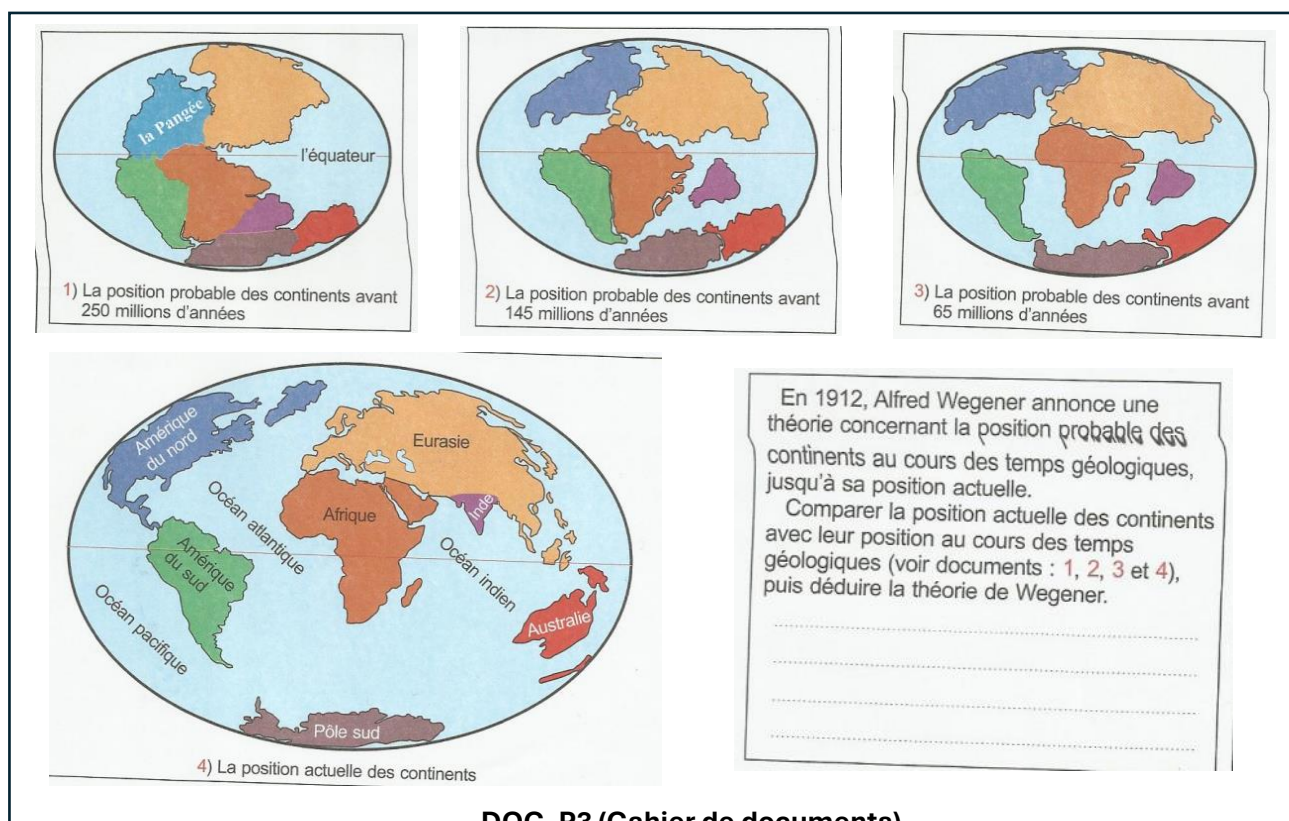 la Pangée
l'équateur
1) La position probable des continents avant
250 millions d'années
2) La position probable des continents avant
145 millions d'années
3) La position probable des continents avant
65 millions d'années
Amérique
du nord
Eurasie
Océan atlantique
Afrique
Inde
Amérique
du sud
Océan indien
Océan pacifique
Australie
Pôle sud
4) La position actuelle des continents
En 1912, Alfred Wegener annonce une
théorie concernant la position probable des
continents au cours des temps géologiques,
jusqu'à sa position actuelle.
Comparer la position actuelle des continents
avec leur position au cours des temps
géologiques (voir documents : 1, 2, 3 et 4),
puis déduire la théorie de Wegener.
DOC. P3 (Cahier de documents)